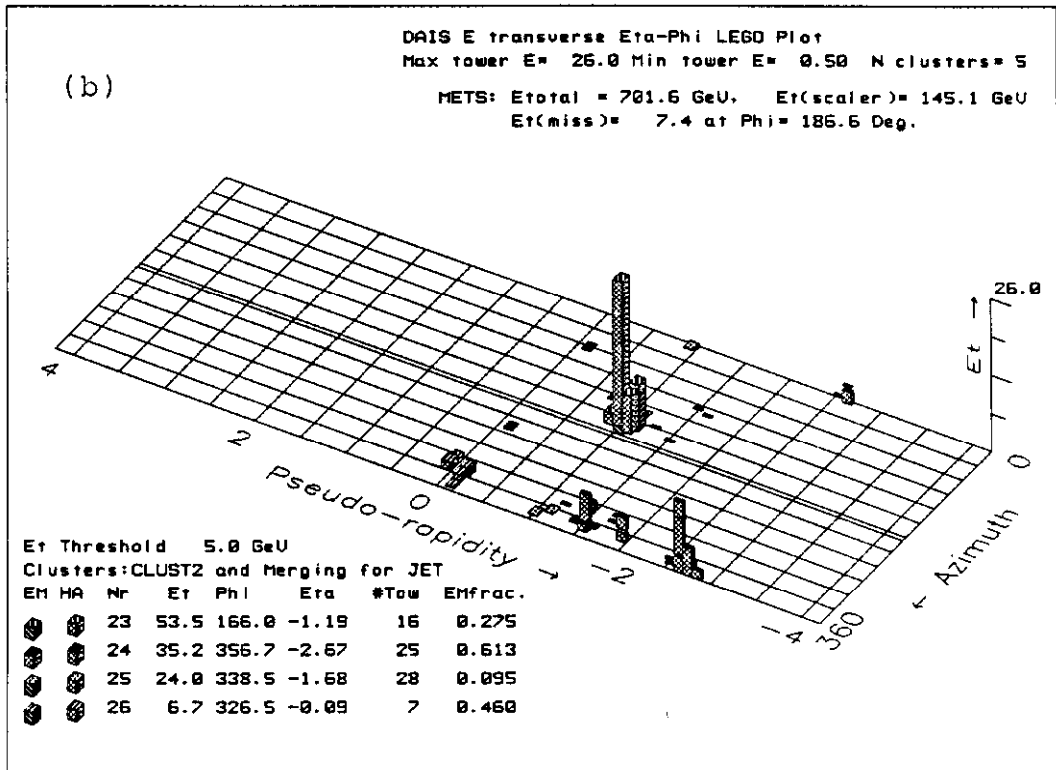 DAIS E transverse Eta-Phi LEGO Plot
Max tower E= 26.0 Min tower E= 0.50 N clusters= 5
(b)
METS: Etotal = 701.6 GeV, Et(scaler)= 145.1 GeV
Et(miss)= 7.4 at Phi= 186.6 Deg.
26.0
Et →
4
2
0
-2
-4
Pseudo-rapidity →
0
360
← Azimuth
Et Threshold 5.0 GeV
Clusters:CLUST2 and Merging for JET
EM HA Nr Et Phi Eta #Tow EMfrac.
23 53.5 166.0 -1.19 16 0.275
24 35.2 356.7 -2.67 25 0.613
25 24.0 338.5 -1.68 28 0.095
26 6.7 326.5 -0.09 7 0.460